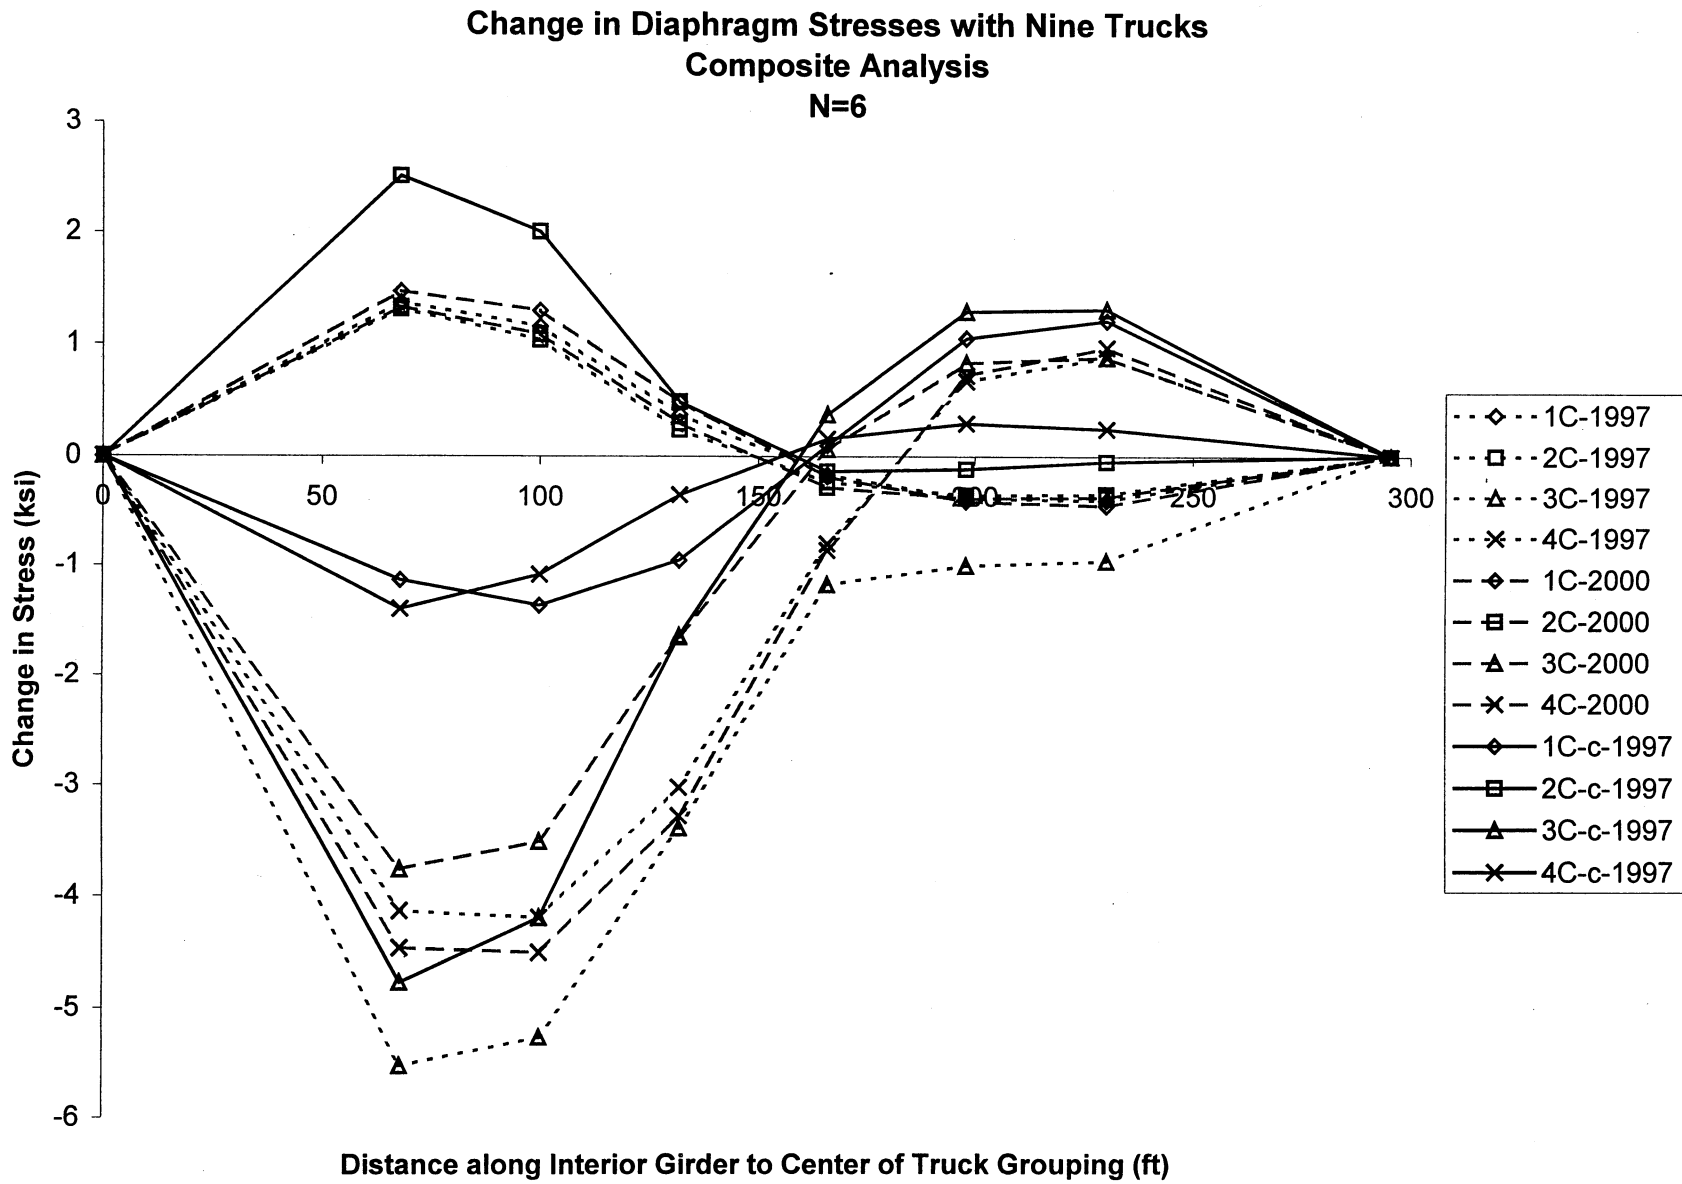 Change in Diaphragm Stresses with Nine Trucks
Composite Analysis
N=6
3
2
1
0
-1
-2
-3
-4
-5
-6
0 50 100 150 200 250 300
Change in Stress (ksi)
Distance along Interior Girder to Center of Truck Grouping (ft)
1C-1997
2C-1997
3C-1997
4C-1997
1C-2000
2C-2000
3C-2000
4C-2000
1C-c-1997
2C-c-1997
3C-c-1997
4C-c-1997